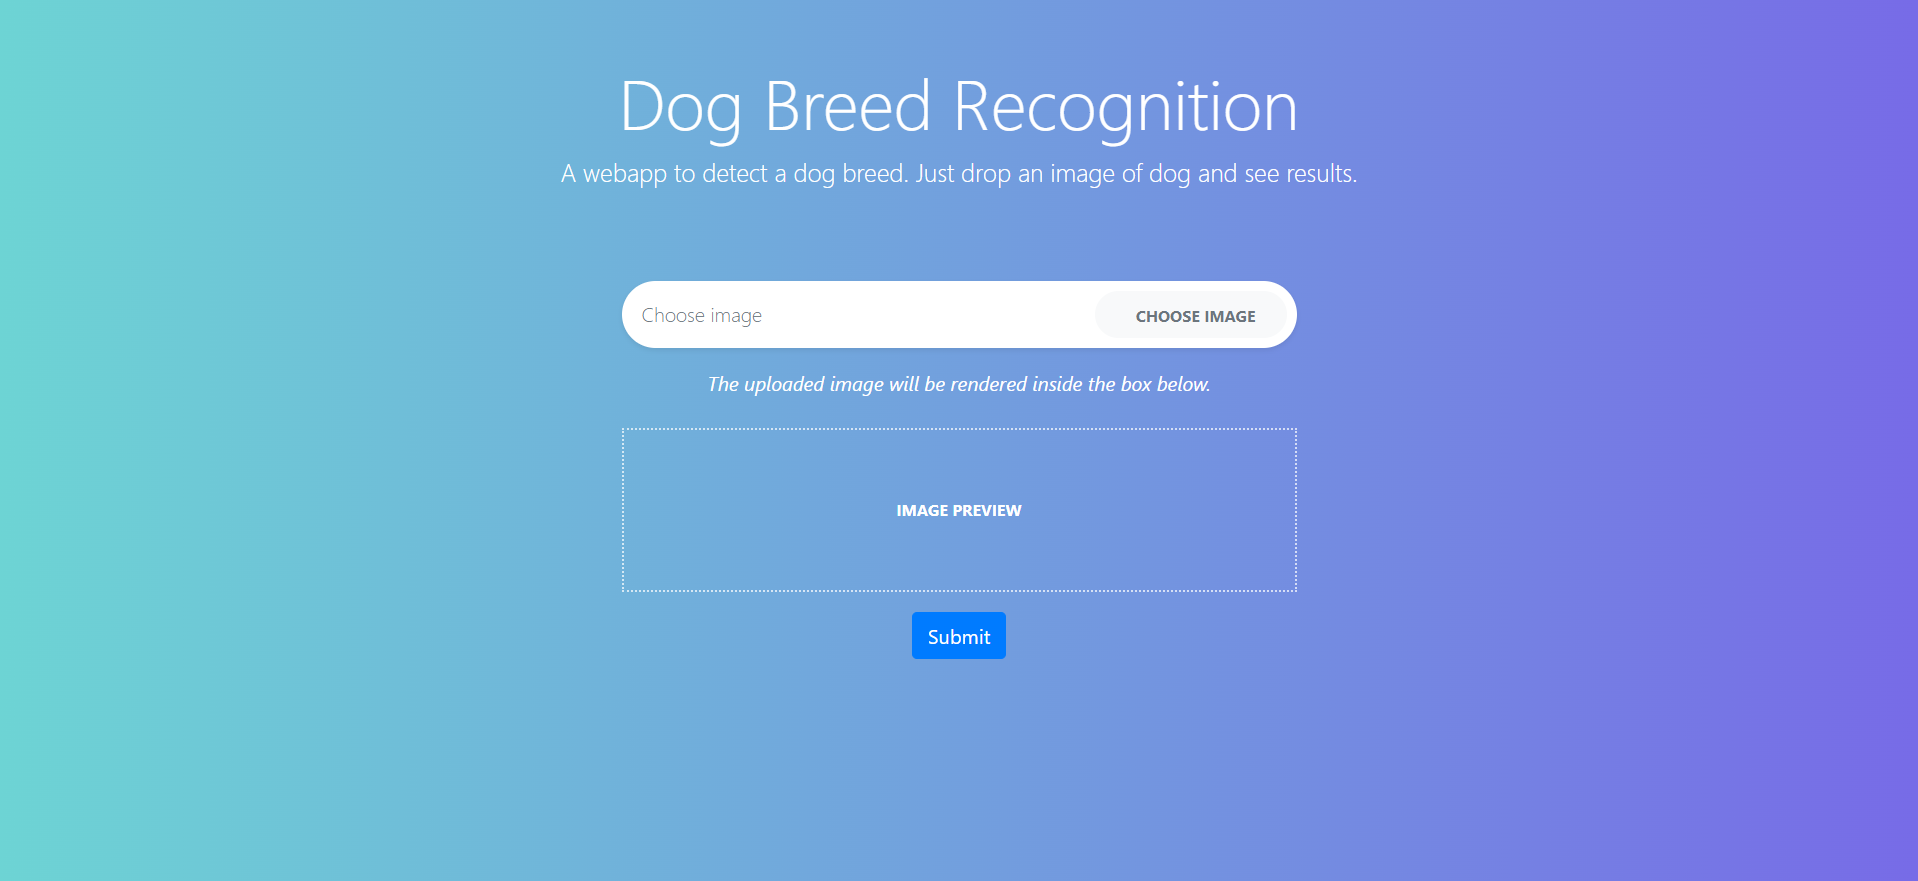 Dog Breed Recognition
A webapp to detect a dog breed. Just drop an image of dog and see results.
Choose image
CHOOSE IMAGE
The uploaded image will be rendered inside the box below.
IMAGE PREVIEW
Submit